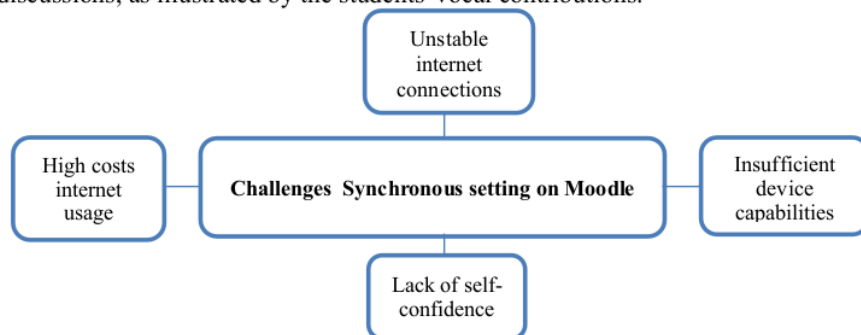 discussions, as illustrated by the students' vocal contributions.
Unstable
internet
connections
High costs
internet
usage
Challenges Synchronous setting on Moodle
Insufficient
device
capabilities
Lack of self-
confidence